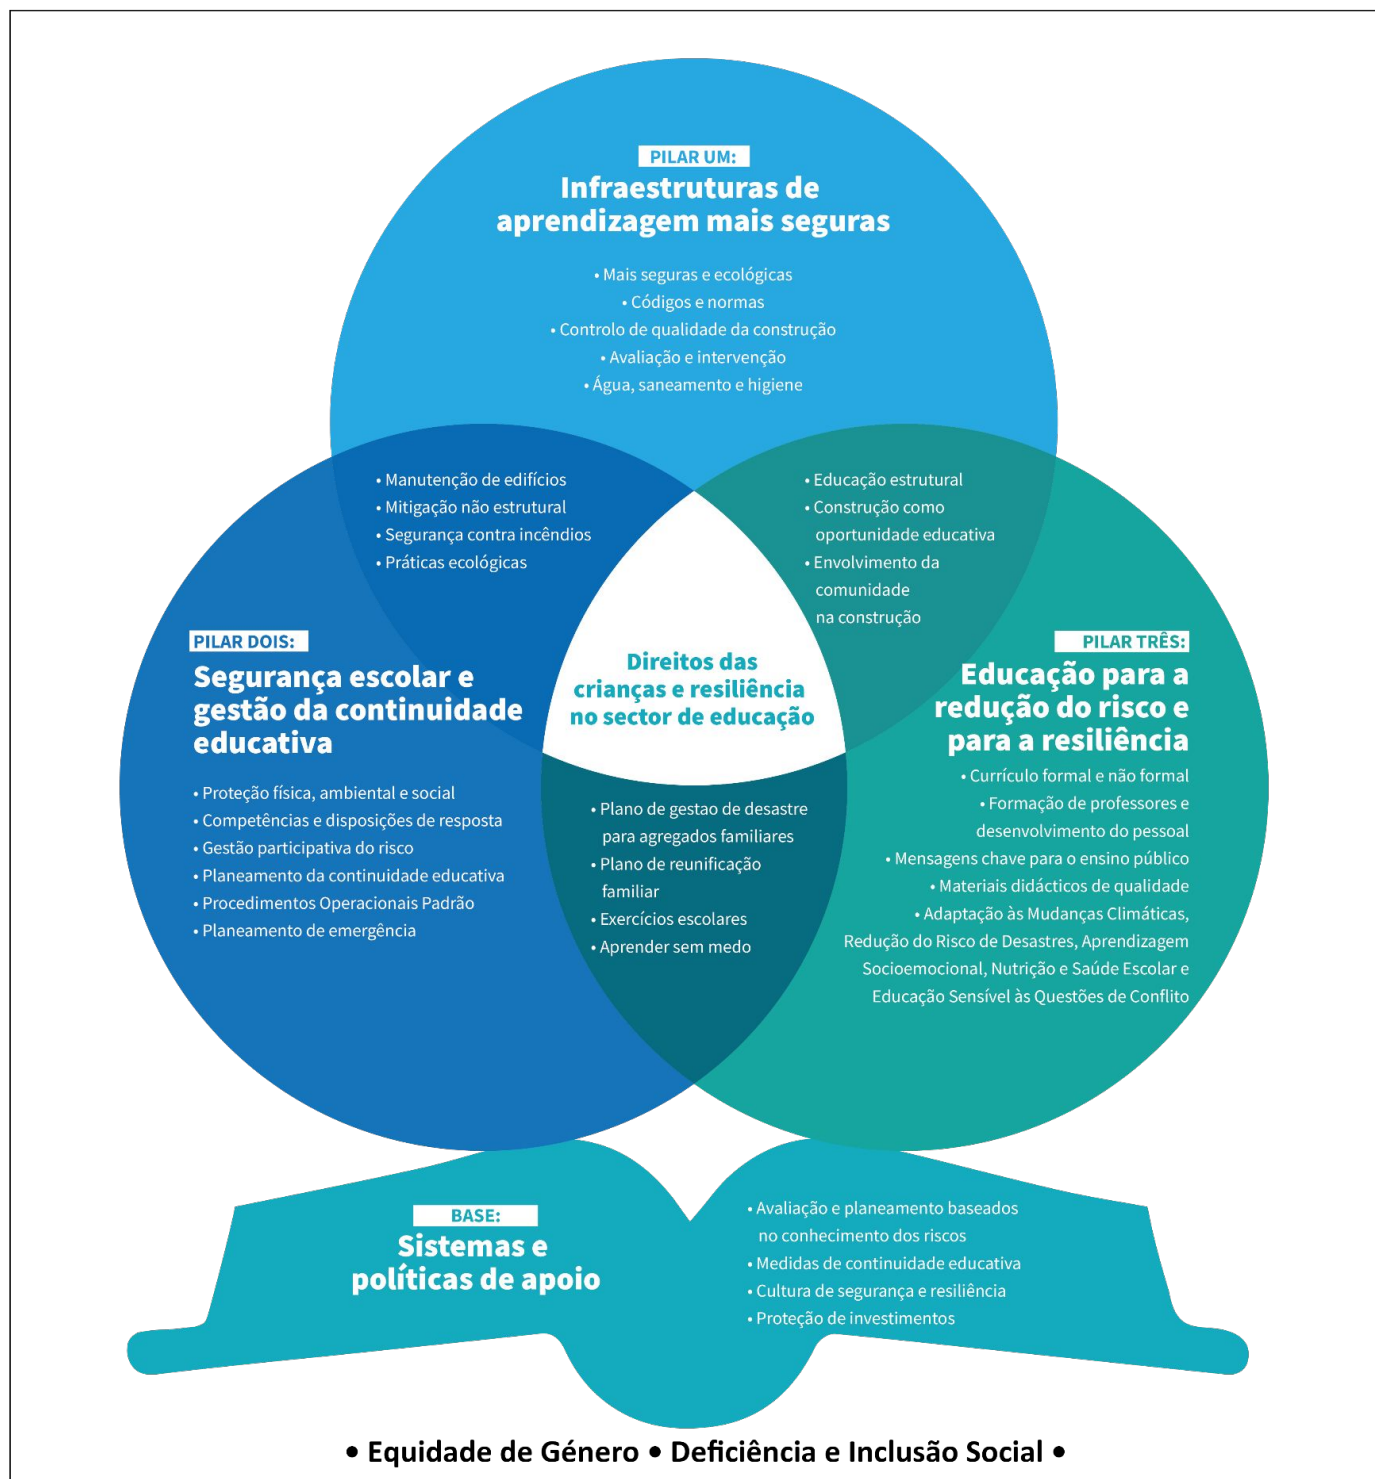 PILAR UM:
Infraestruturas de
aprendizagem mais seguras
• Mais seguras e ecológicas
• Códigos e normas
• Controlo de qualidade da construção
• Avaliação e intervenção
• Água, saneamento e higiene
• Manutenção de edifícios
• Mitigação não estrutural
• Segurança contra incêndios
• Práticas ecológicas
• Educação estrutural
• Construção como
oportunidade educativa
• Envolvimento da
comunidade
na construção
Direitos das
crianças e resiliência
no sector de educação
PILAR DOIS:
Segurança escolar e
gestão da continuidade
educativa
• Proteção física, ambiental e social
• Competências e disposições de resposta
• Gestão participativa do risco
• Planeamento da continuidade educativa
• Procedimentos Operacionais Padrão
• Planeamento de emergência
• Plano de gestao de desastre
para agregados familiares
• Plano de reunificação
familiar
• Exercícios escolares
• Aprender sem medo
PILAR TRÊS:
Educação para a
redução do risco e
para a resiliência
• Currículo formal e não formal
• Formação de professores e
desenvolvimento do pessoal
• Mensagens chave para o ensino público
• Materiais didácticos de qualidade
• Adaptação às Mudanças Climáticas,
Redução do Risco de Desastres, Aprendizagem
Socioemocional, Nutrição e Saúde Escolar e
Educação Sensível às Questões de Conflito
BASE:
Sistemas e
políticas de apoio
• Avaliação e planeamento baseados
no conhecimento dos riscos
• Medidas de continuidade educativa
• Cultura de segurança e resiliência
• Proteção de investimentos
• Equidade de Género • Deficiência e Inclusão Social •